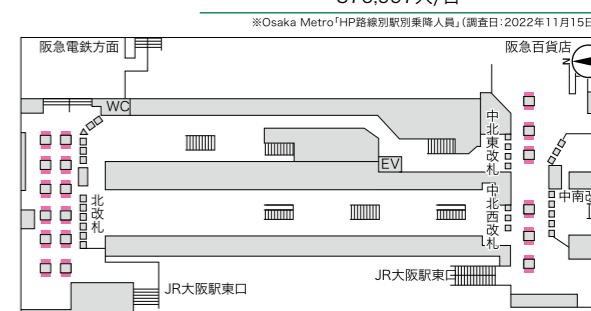 ※Osaka Metro「HP路線別駅別乗降人員」（調査日：2022年11月15日
阪急電鉄方面
阪急百貨店
N
WC
中北東改札
EV
中北西改札
中南改
北改札
JR大阪駅東口
JR大阪駅東口